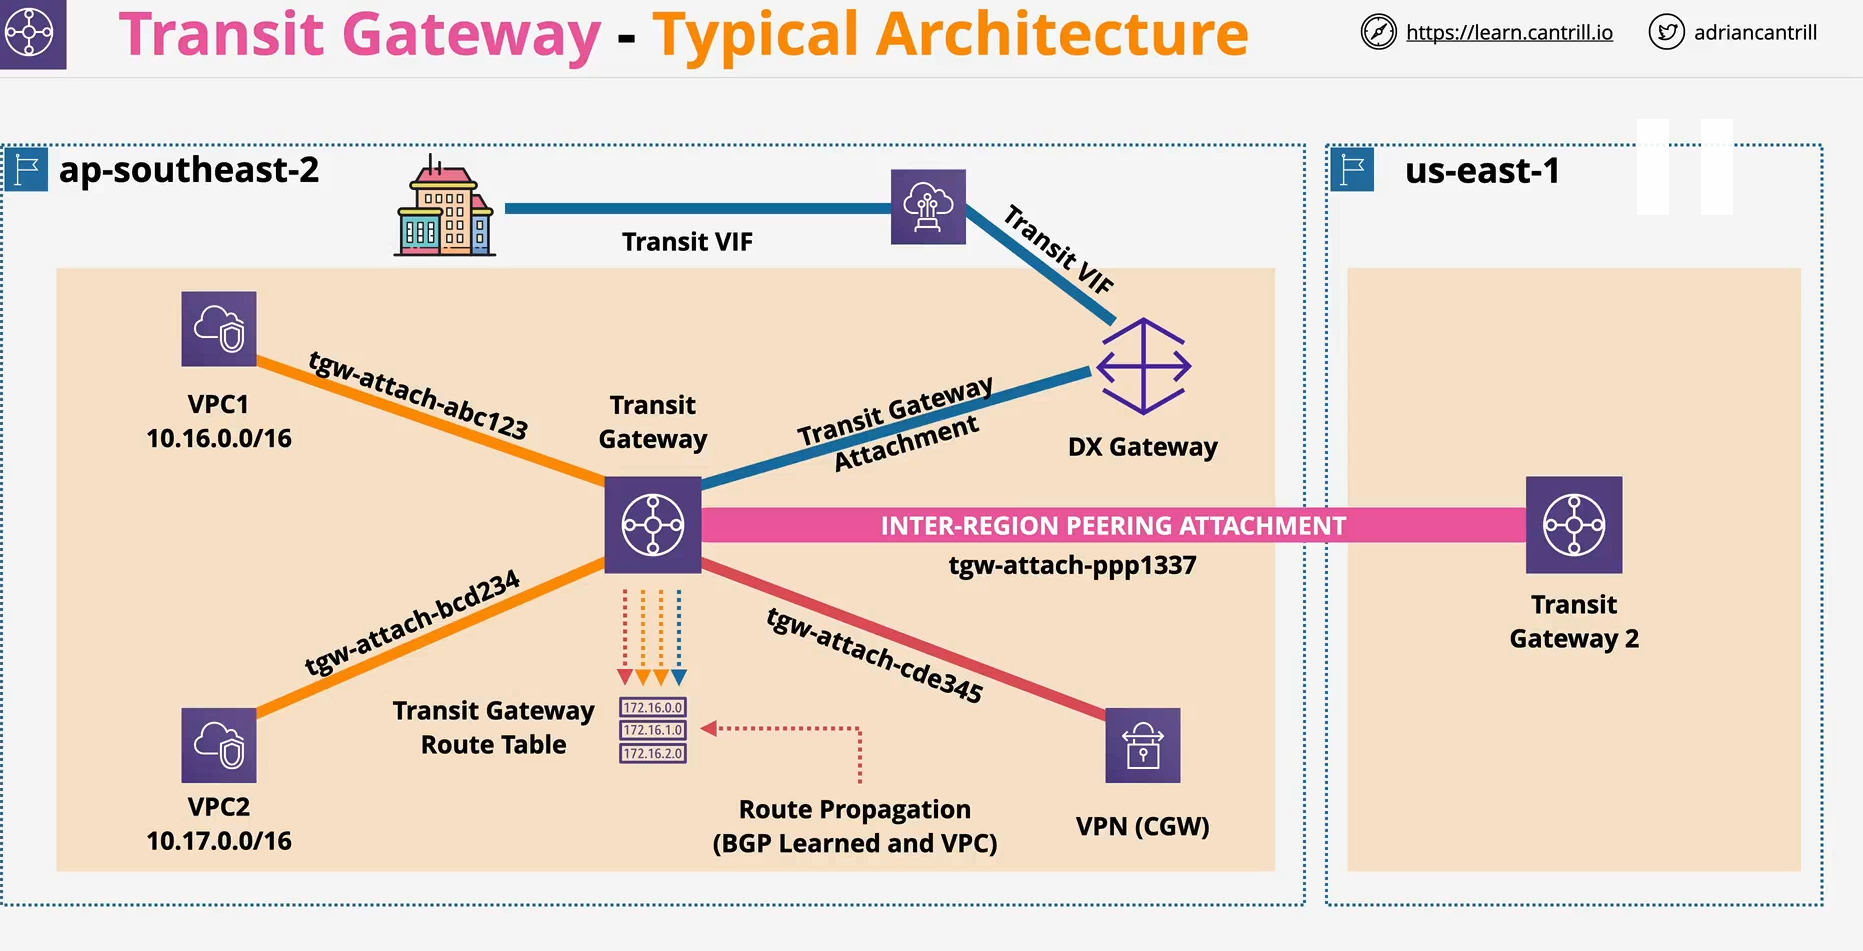 Transit Gateway - Typical Architecture
https://learn.cantrill.io
adriancantrill
ap-southeast-2
us-east-1
Transit VIF
Transit VIF
VPC1
10.16.0.0/16
tgw-attach-abc123
Transit
Gateway
Transit Gateway
Attachment
DX Gateway
INTER-REGION PEERING ATTACHMENT
tgw-attach-ppp1337
Transit
Gateway 2
tgw-attach-bcd234
tgw-attach-cde345
VPC2
10.17.0.0/16
Transit Gateway
Route Table
172.16.0.0
172.16.1.0
172.16.2.0
Route Propagation
(BGP Learned and VPC)
VPN (CGW)